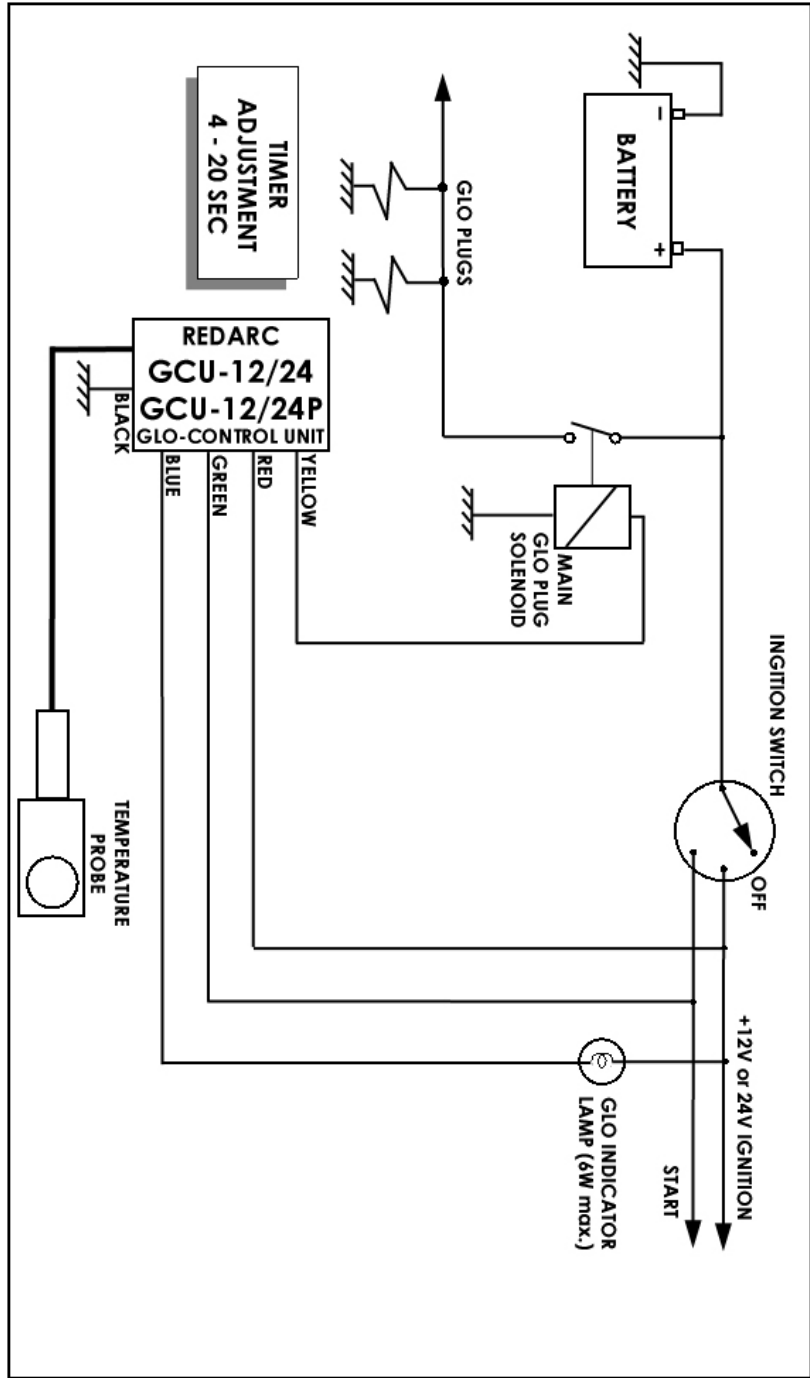 INGITION SWITCH
OFF
+12V or 24V IGNITION
START
−
BATTERY
+
MAIN
GLO PLUG
SOLENOID
GLO INDICATOR
LAMP (6W max.)
GLO PLUGS
TIMER
ADJUSTMENT
4 - 20 SEC
REDARC
GCU-12/24
GCU-12/24P
GLO-CONTROL UNIT
YELLOW
RED
GREEN
BLUE
BLACK
TEMPERATURE
PROBE